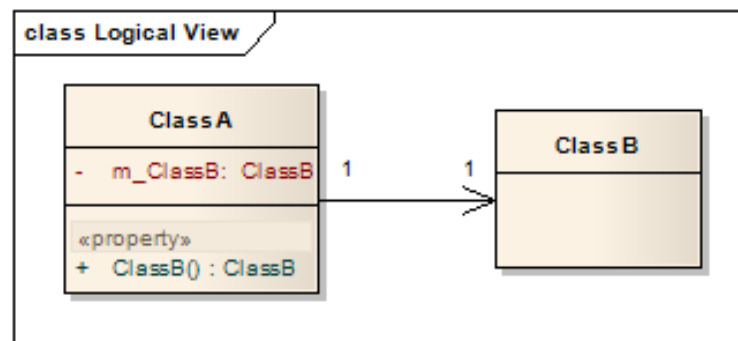 class Logical View
ClassA
- m_ClassB: ClassB
«property»
+ ClassB() : ClassB
1
1
ClassB